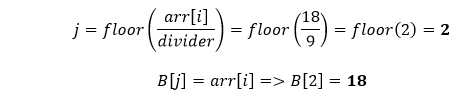 j = floor(arr[i]/divider) = floor(18/9) = floor(2) = 2
B[j] = arr[i] => B[2] = 18